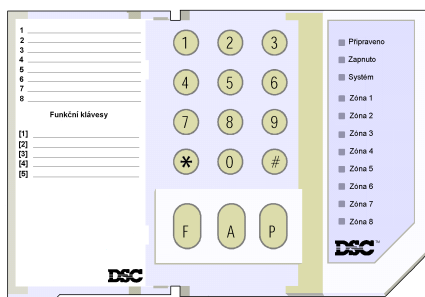 1
2
3
4
5
6
7
8
Funkční klávesy
[1]
[2]
[3]
[4]
[5]
DSC
1 2 3
4 5 6
7 8 9
* 0 #
F A P
Připraveno
Zapnuto
Systém
Zóna 1
Zóna 2
Zóna 3
Zóna 4
Zóna 5
Zóna 6
Zóna 7
Zóna 8
DSC™